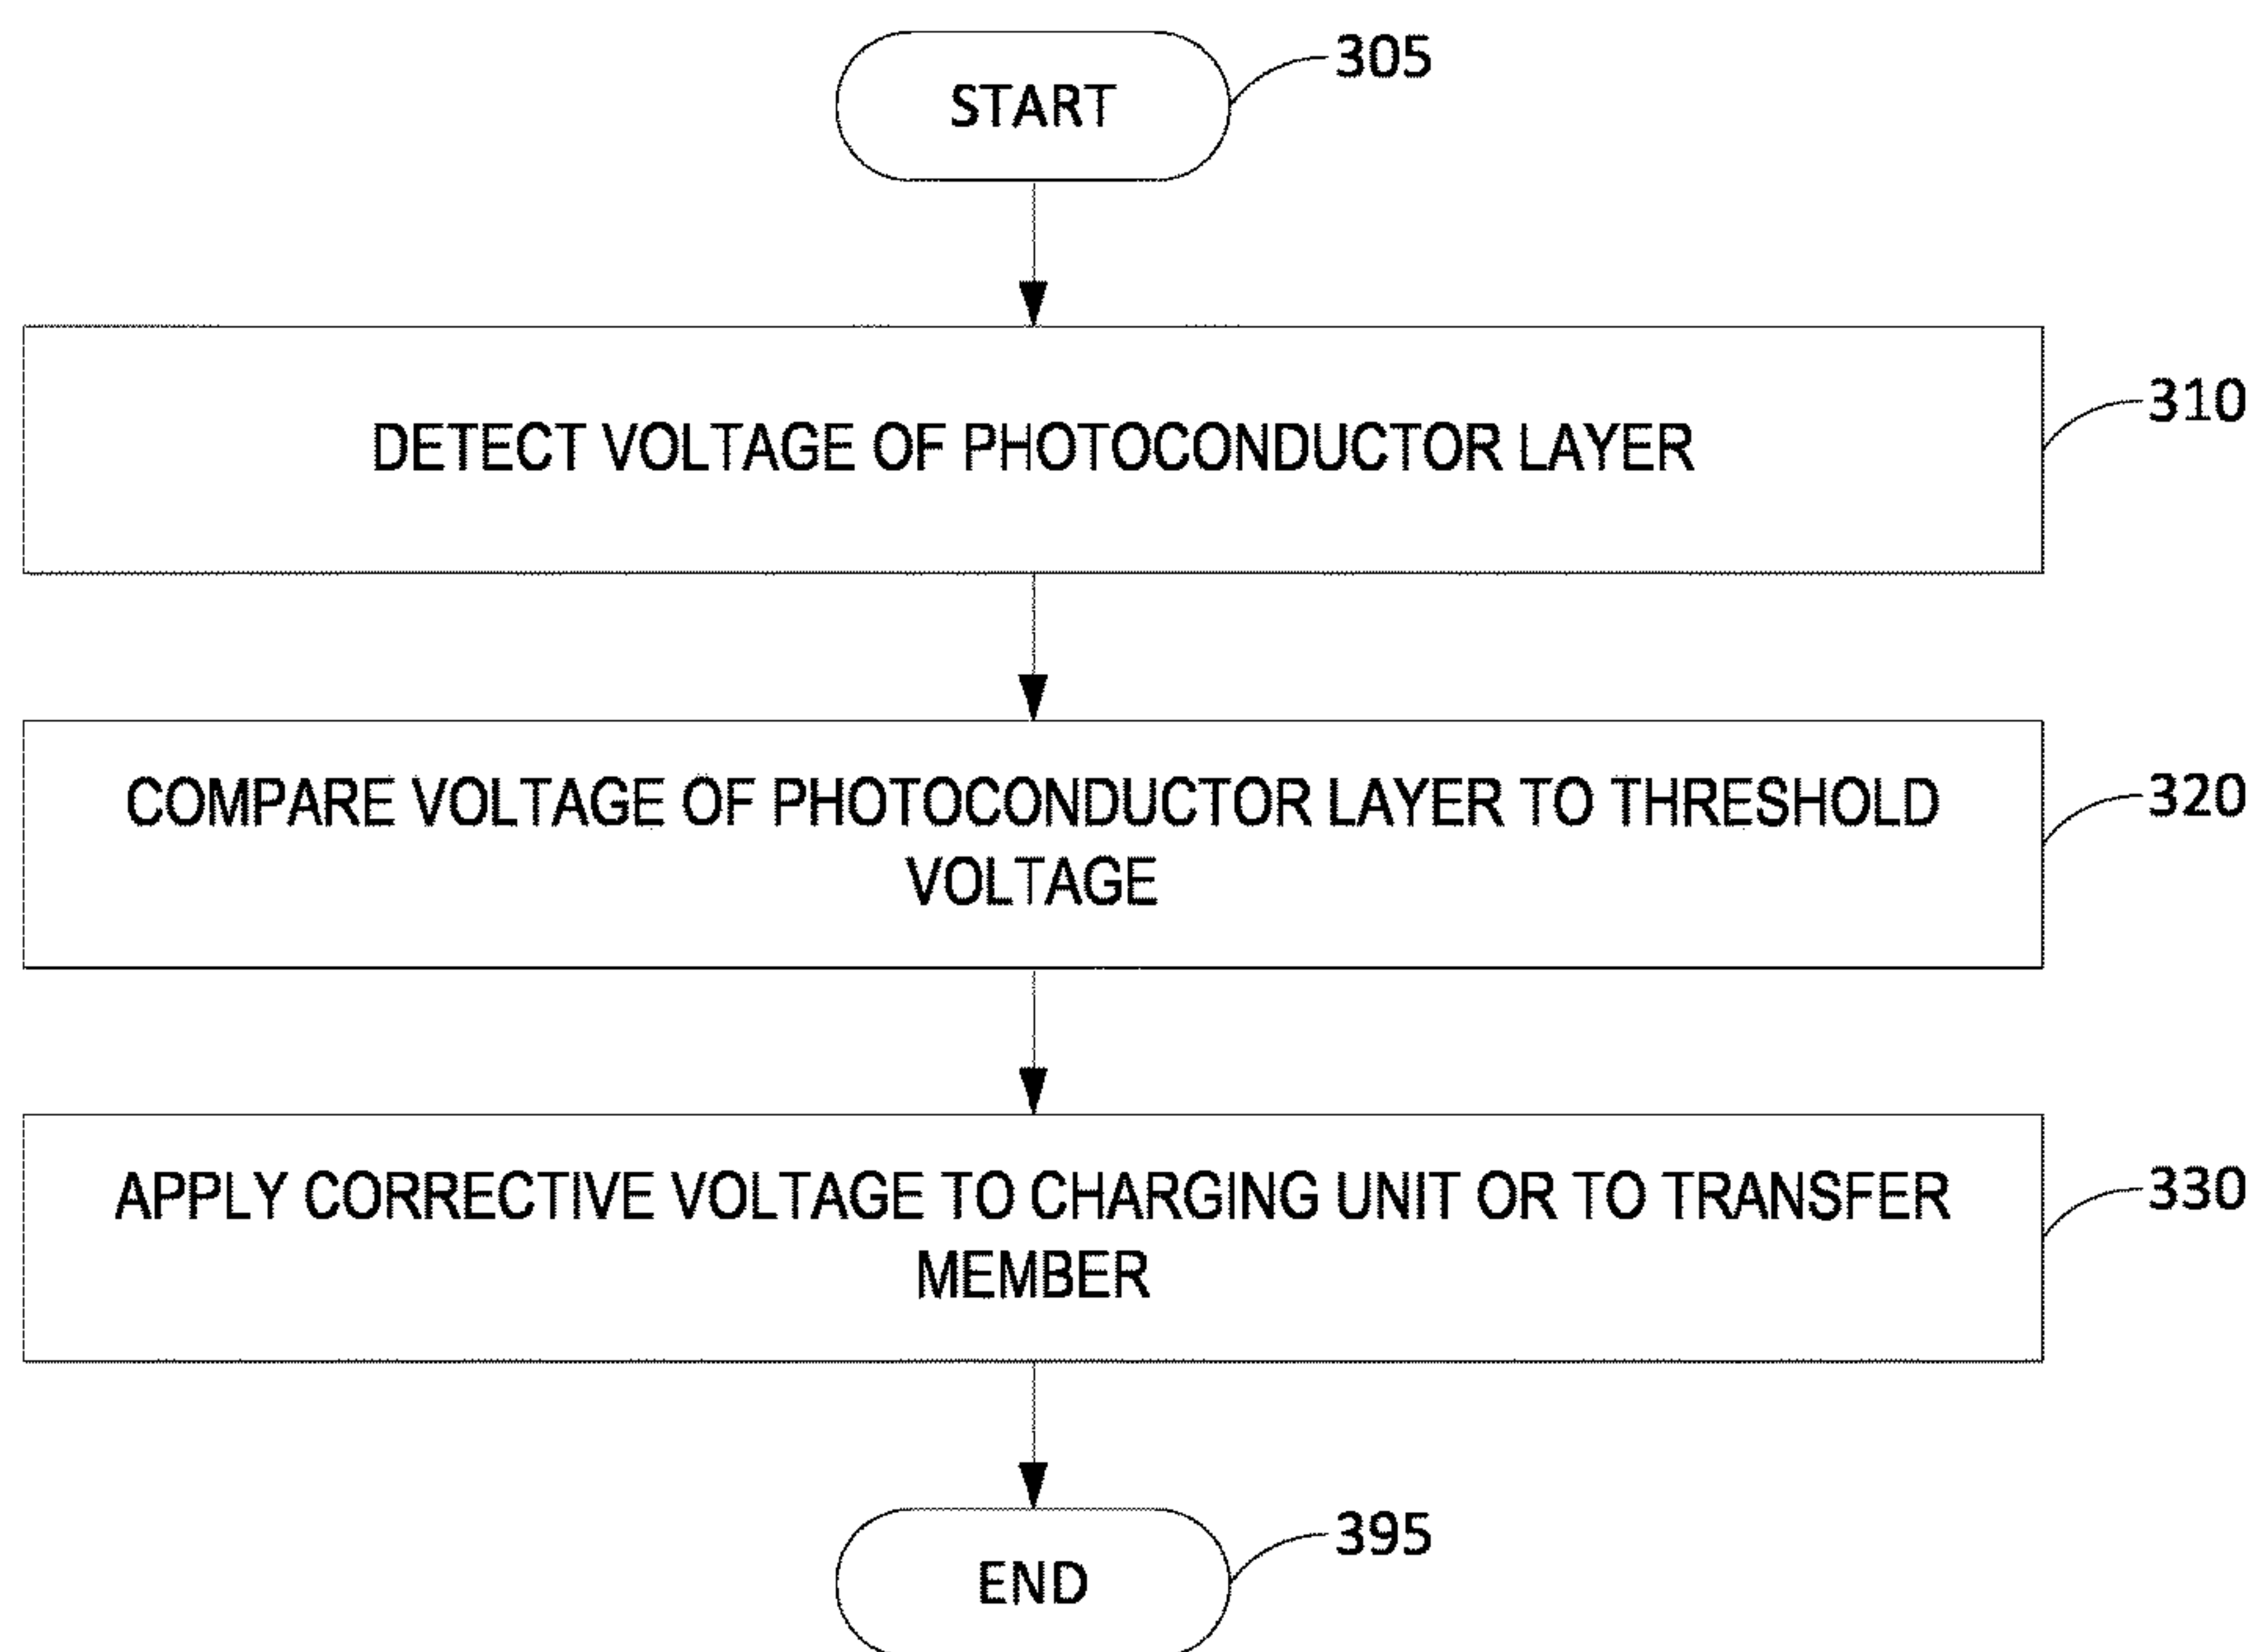 START
305
DETECT VOLTAGE OF PHOTOCONDUCTOR LAYER
310
COMPARE VOLTAGE OF PHOTOCONDUCTOR LAYER TO THRESHOLD
VOLTAGE
320
APPLY CORRECTIVE VOLTAGE TO CHARGING UNIT OR TO TRANSFER
MEMBER
330
END
395